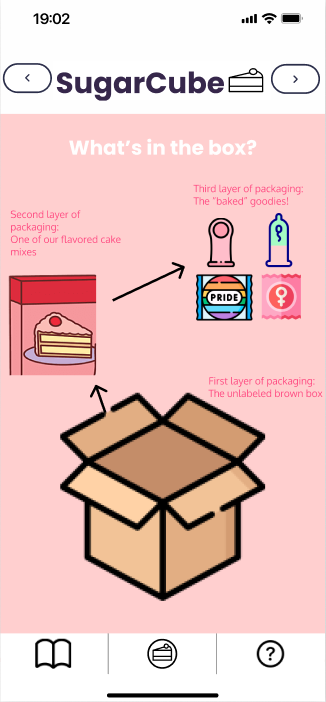 19:02
SugarCube
What's in the box?
Third layer of packaging:
The "baked" goodies!
Second layer of
packaging:
One of our flavored cake
mixes
PRIDE
First layer of packaging:
The unlabeled brown box
?